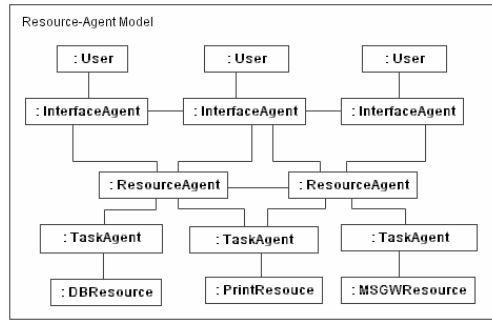 Resource-Agent Model
: User
: User
: User
: InterfaceAgent
: InterfaceAgent
: InterfaceAgent
: ResourceAgent
: ResourceAgent
: TaskAgent
: TaskAgent
: TaskAgent
: DBResource
: PrintResouce
: MSGWResource